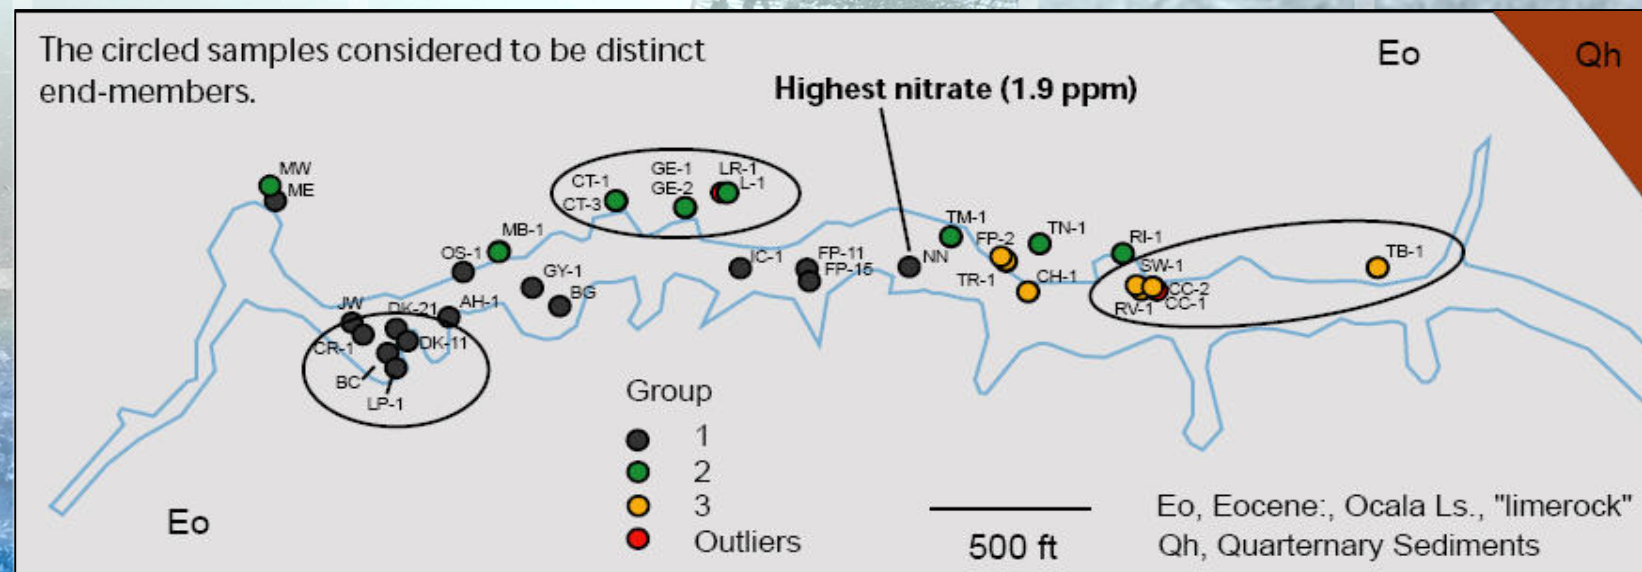 The circled samples considered to be distinct
end-members.
Eo
Qh
Highest nitrate (1.9 ppm)
MW
ME
CT-1
CT-3
GE-1
GE-2
LR-1
L-1
MB-1
OS-1
GY-1
BG
IC-1
FP-11
FP-15
NN
TM-1
FP-2
TN-1
TR-1
CH-1
RI-1
SW-1
CC-2
RV-1
CC-1
TB-1
JW
DK-21
AH-1
CR-1
DK-11
BC
LP-1
Group
1
2
3
Outliers
Eo
500 ft
Eo, Eocene:, Ocala Ls., "limerock"
Qh, Quarternary Sediments